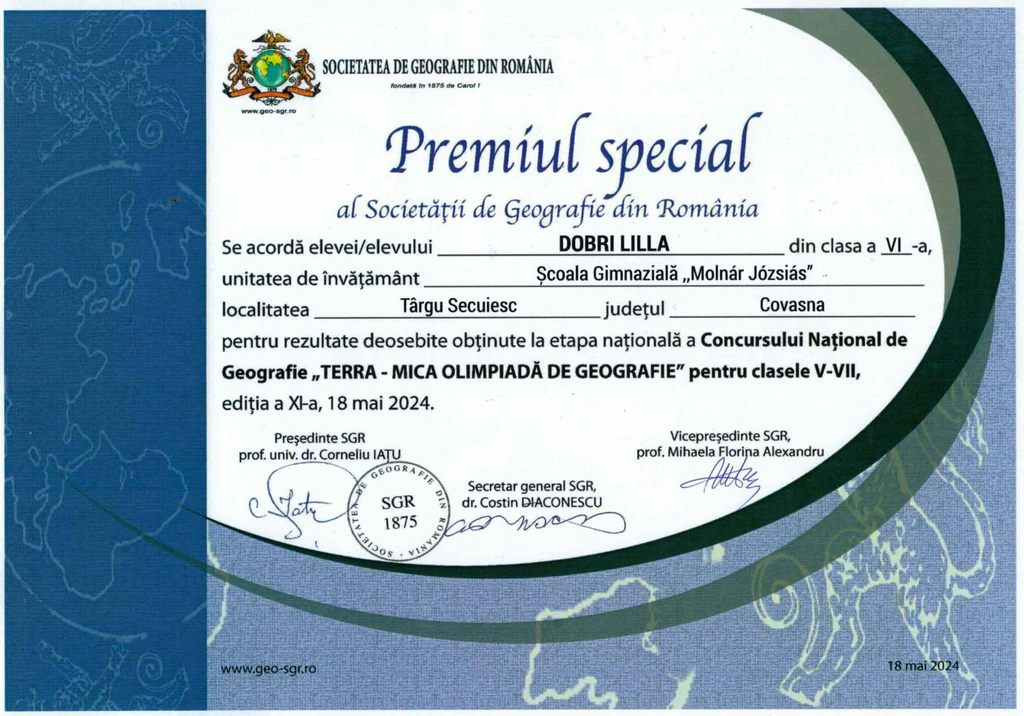 SOCIETATEA DE GEOGRAFIE DIN ROMÂNIA
fondată în 1875 de Carol I
www.geo-sgr.ro
Premiul special
al Societății de Geografie din România
Se acordă elevei/elevului DOBRI LILLA din clasa a VI -a,
unitatea de învățământ Școala Gimnazială „Molnár Józsiás”
localitatea Târgu Secuiesc județul Covasna
pentru rezultate deosebite obținute la etapa națională a Concursului Național de
Geografie „TERRA - MICA OLIMPIADĂ DE GEOGRAFIE” pentru clasele V-VII,
ediția a XI-a, 18 mai 2024.
Președinte SGR
prof. univ. dr. Corneliu IAȚU
Vicepreședinte SGR,
prof. Mihaela Florina Alexandru
Secretar general SGR,
dr. Costin DIACONESCU
SOCIETATEA DE GEOGRAFIE DIN ROMANIA
SGR
1875
www.geo-sgr.ro
18 mai 2024